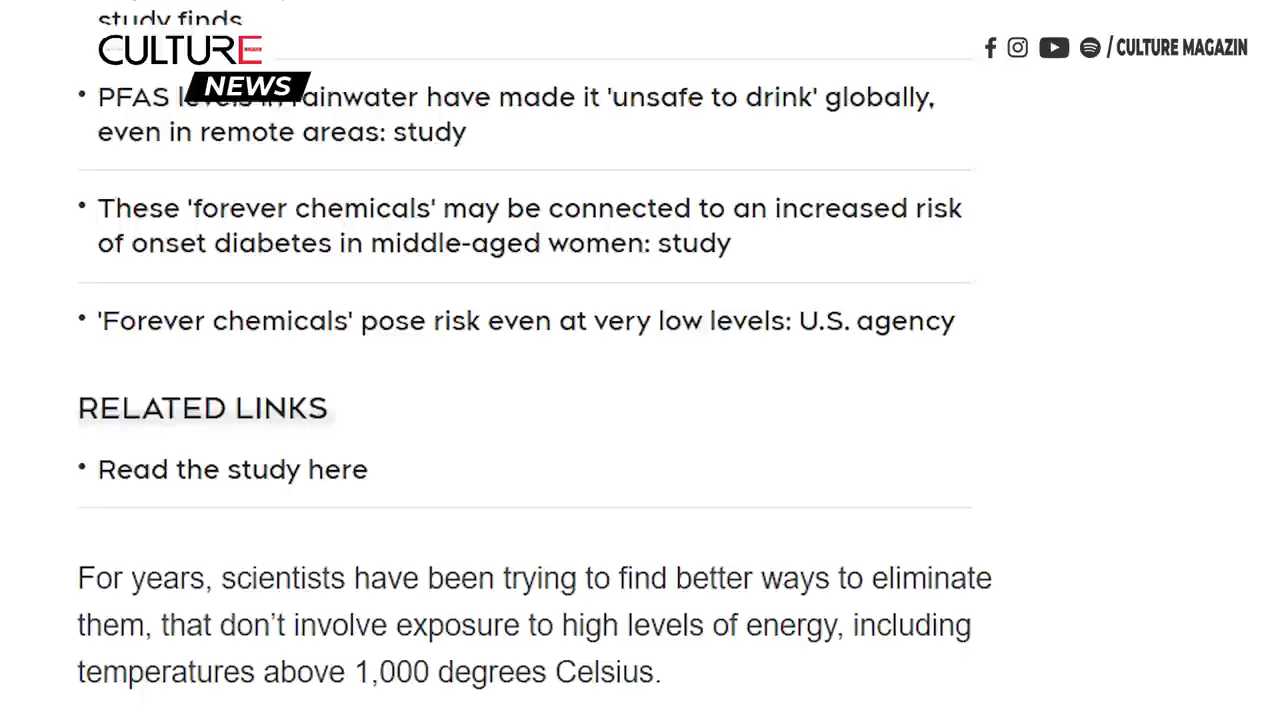 study finds
CULTURE
NEWS
/ CULTURE MAGAZIN
• PFAS levels in rainwater have made it 'unsafe to drink' globally,
even in remote areas: study
• These 'forever chemicals' may be connected to an increased risk
of onset diabetes in middle-aged women: study
• 'Forever chemicals' pose risk even at very low levels: U.S. agency
RELATED LINKS
• Read the study here
For years, scientists have been trying to find better ways to eliminate
them, that don’t involve exposure to high levels of energy, including
temperatures above 1,000 degrees Celsius.